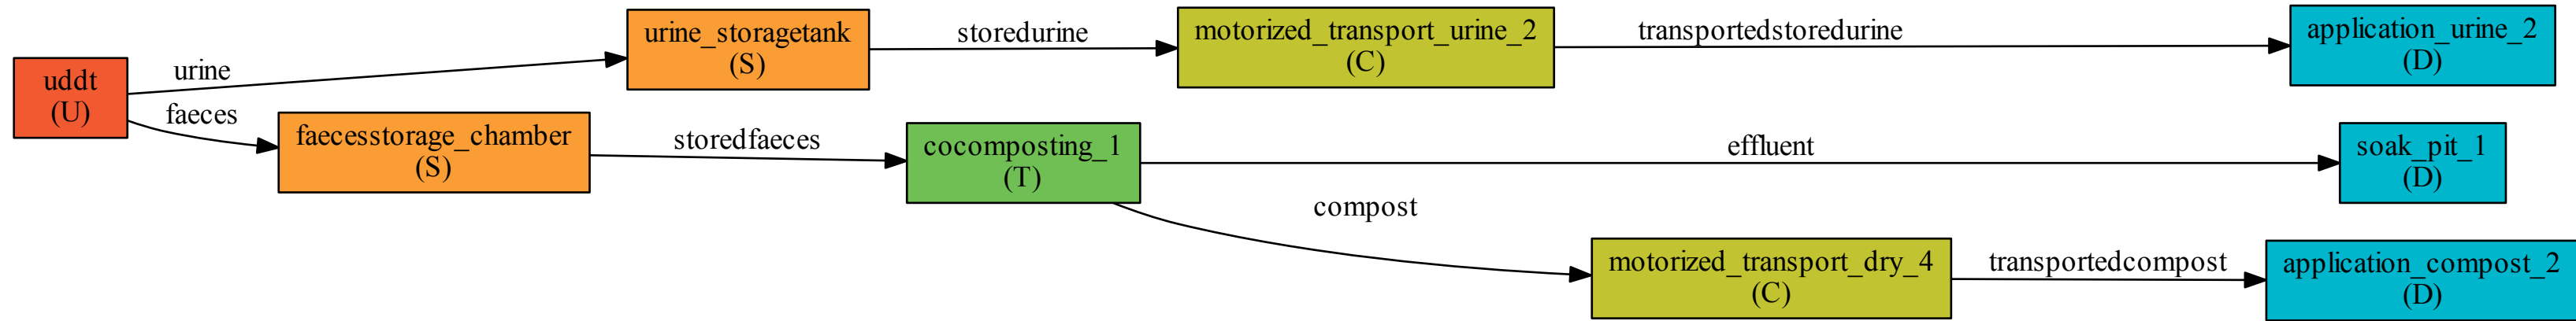 uddt
(U)
urine
faeces
urine_storagetank
(S)
storedurine
motorized_transport_urine_2
(C)
transportedstoredurine
application_urine_2
(D)
faecesstorage_chamber
(S)
storedfaeces
cocomposting_1
(T)
effluent
soak_pit_1
(D)
compost
motorized_transport_dry_4
(C)
transportedcompost
application_compost_2
(D)